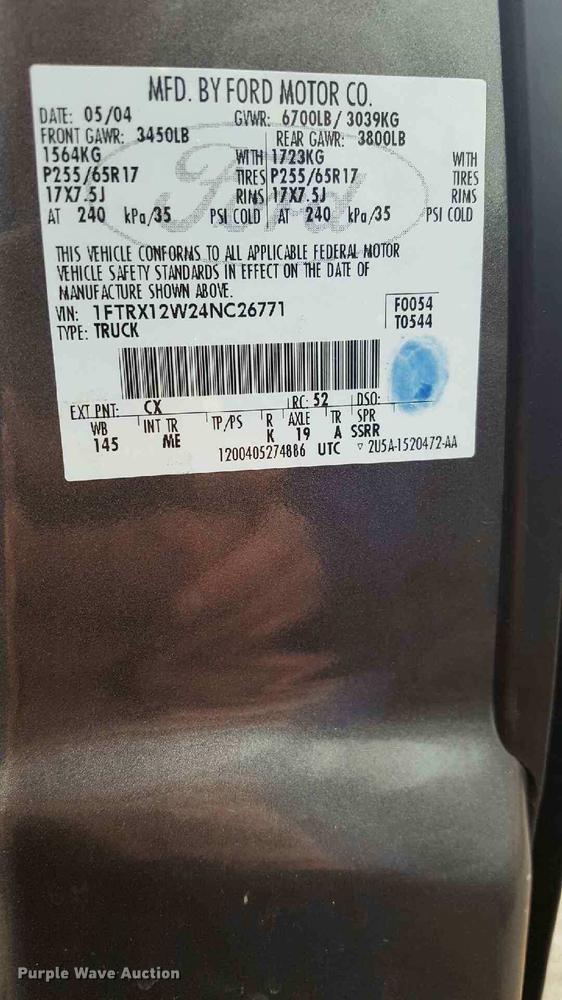 MFD. BY FORD MOTOR CO.
DATE: 05/04 GVWR: 6700LB / 3039KG
FRONT GAWR: 3450LB REAR GAWR: 3800LB
1564KG WITH 1723KG WITH
P255/65R17 TIRES P255/65R17 TIRES
17X7.5J RIMS 17X7.5J RIMS
AT 240 kPa/35 PSI COLD AT 240 kPa/35 PSI COLD
Ford
THIS VEHICLE CONFORMS TO ALL APPLICABLE FEDERAL MOTOR
VEHICLE SAFETY STANDARDS IN EFFECT ON THE DATE OF
MANUFACTURE SHOWN ABOVE.
VIN: 1FTRX12W24NC26771 F0054
TYPE: TRUCK T0544
EXT PNT: CX RC: 52 DSO:
WB INT TR TP/PS R AXLE TR SPR
145 ME K 19 A SSRR
1200405274886 UTC ▽ 2U5A-1520472-AA
Purple Wave Auction